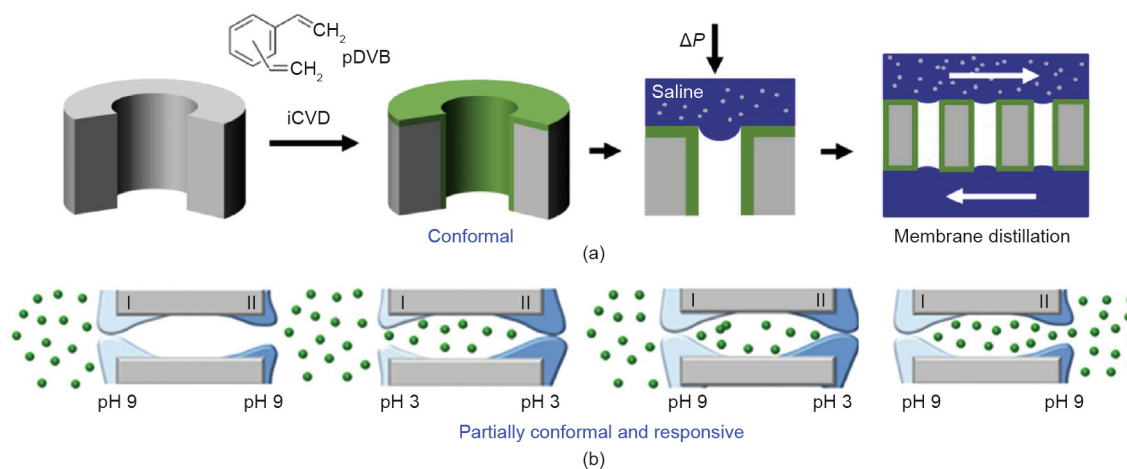 CH₂
CH₂
pDVB
iCVD
ΔP
Saline
Conformal
Membrane distillation
(a)
I II
I II
I II
I II
pH 9 pH 9
pH 3 pH 3
pH 9 pH 3
pH 9 pH 9
Partially conformal and responsive
(b)